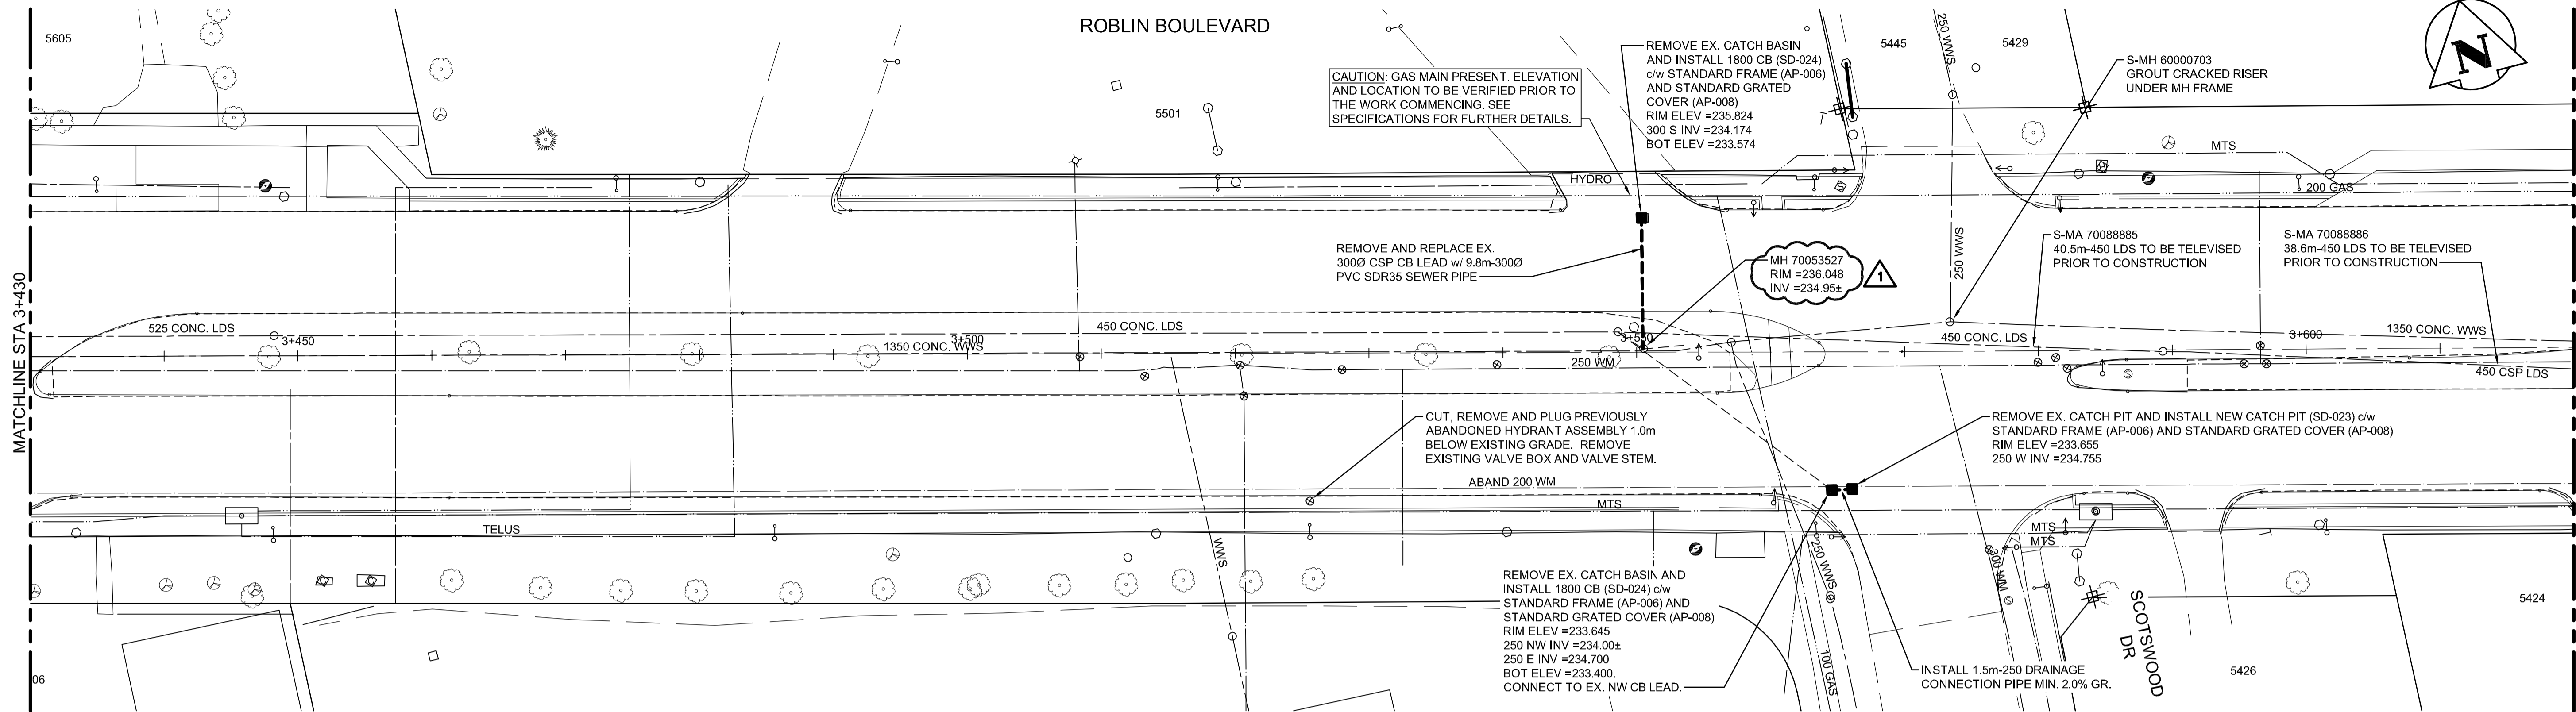 ROBLIN BOULEVARD
5605
5501
5445
5429
250 WWS
N
CAUTION: GAS MAIN PRESENT. ELEVATION
AND LOCATION TO BE VERIFIED PRIOR TO
THE WORK COMMENCING. SEE
SPECIFICATIONS FOR FURTHER DETAILS.
REMOVE EX. CATCH BASIN
AND INSTALL 1800 CB (SD-024)
c/w STANDARD FRAME (AP-006)
AND STANDARD GRATED
COVER (AP-008)
RIM ELEV =235.824
300 S INV =234.174
BOT ELEV =233.574
S-MH 60000703
GROUT CRACKED RISER
UNDER MH FRAME
T
MTS
HYDRO
200 GAS
REMOVE AND REPLACE EX.
300Ø CSP CB LEAD w/ 9.8m-300Ø
PVC SDR35 SEWER PIPE
MH 70053527
RIM =236.048
INV =234.95±
1
250 WWS
S-MA 70088885
40.5m-450 LDS TO BE TELEVISED
PRIOR TO CONSTRUCTION
S-MA 70088886
38.6m-450 LDS TO BE TELEVISED
PRIOR TO CONSTRUCTION
MATCHLINE STA 3+430
525 CONC. LDS
3+450
450 CONC. LDS
3+500
1350 CONC. WWS
3+550
250 WM
450 CONC. LDS
3+600
1350 CONC. WWS
450 CSP LDS
CUT, REMOVE AND PLUG PREVIOUSLY
ABANDONED HYDRANT ASSEMBLY 1.0m
BELOW EXISTING GRADE. REMOVE
EXISTING VALVE BOX AND VALVE STEM.
REMOVE EX. CATCH PIT AND INSTALL NEW CATCH PIT (SD-023) c/w
STANDARD FRAME (AP-006) AND STANDARD GRATED COVER (AP-008)
RIM ELEV =233.655
250 W INV =234.755
ABAND 200 WM
MTS
TELUS
MTS
MTS
T
WWS
250 WWS
300 WM
REMOVE EX. CATCH BASIN AND
INSTALL 1800 CB (SD-024) c/w
STANDARD FRAME (AP-006) AND
STANDARD GRATED COVER (AP-008)
RIM ELEV =233.645
250 NW INV =234.00±
250 E INV =234.700
BOT ELEV =233.400.
CONNECT TO EX. NW CB LEAD.
100 GAS
INSTALL 1.5m-250 DRAINAGE
CONNECTION PIPE MIN. 2.0% GR.
SCOTSWOOD
DR
5424
5426
06